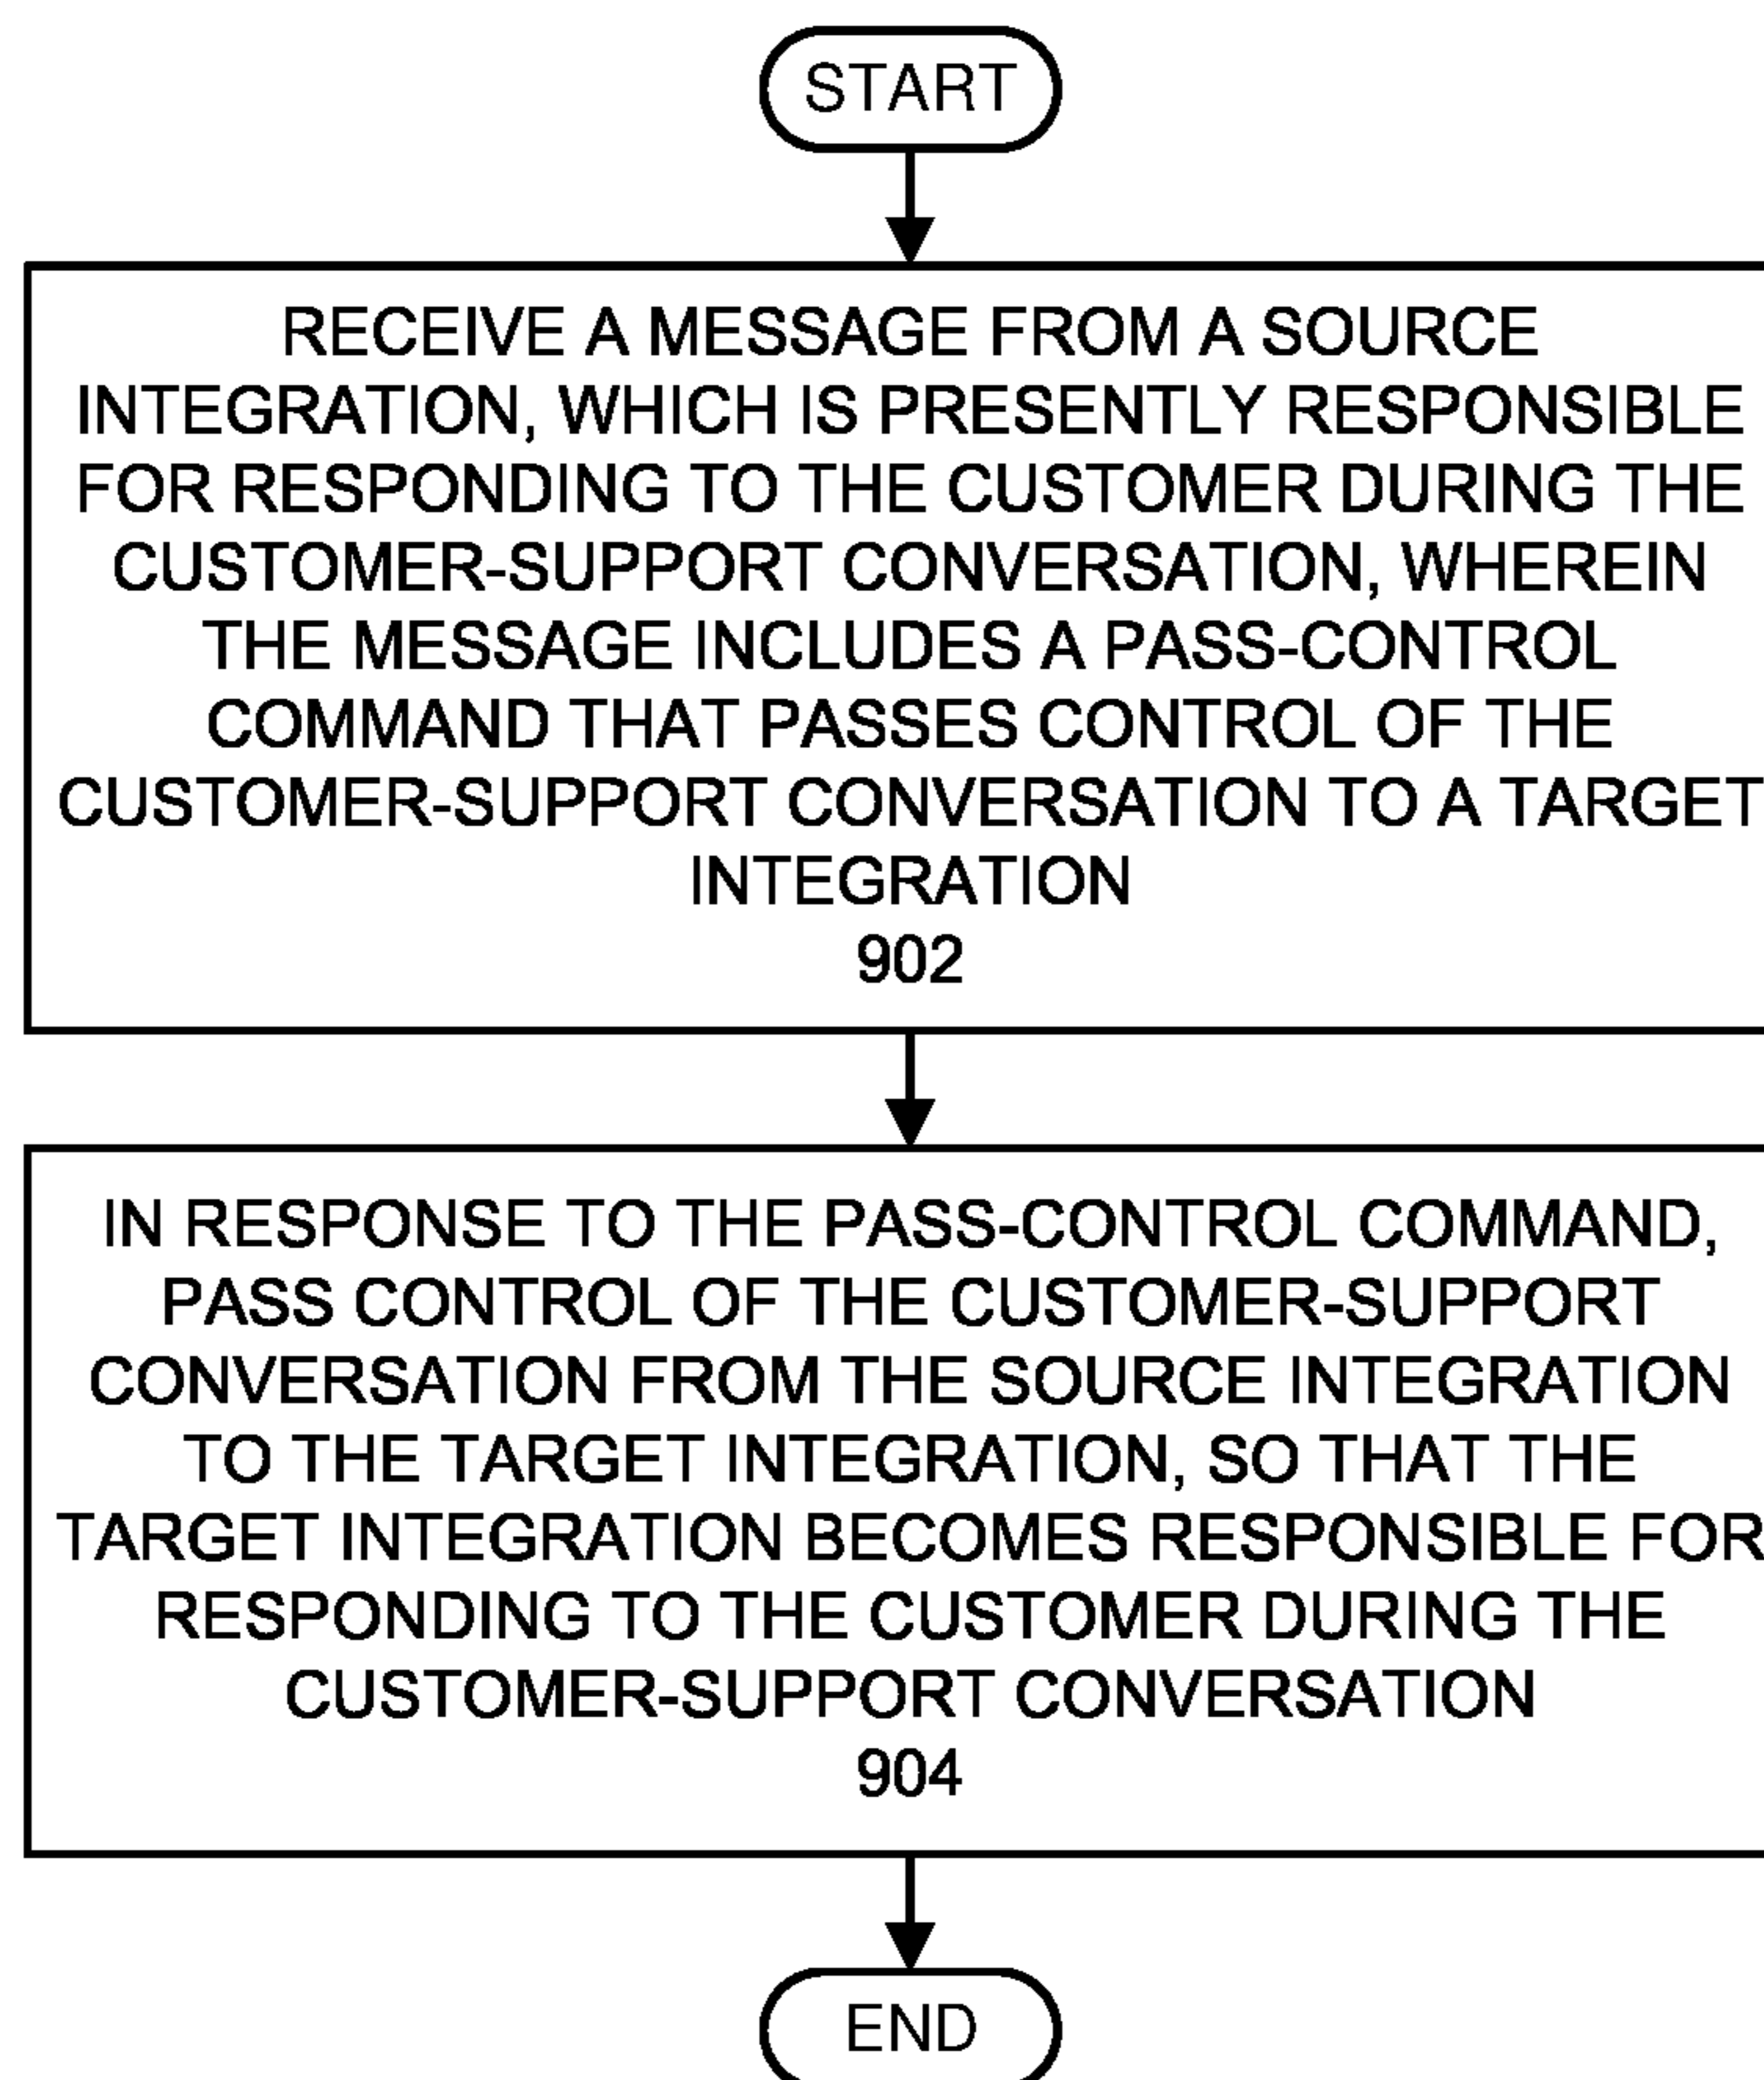 START
RECEIVE A MESSAGE FROM A SOURCE
INTEGRATION, WHICH IS PRESENTLY RESPONSIBLE
FOR RESPONDING TO THE CUSTOMER DURING THE
CUSTOMER-SUPPORT CONVERSATION, WHEREIN
THE MESSAGE INCLUDES A PASS-CONTROL
COMMAND THAT PASSES CONTROL OF THE
CUSTOMER-SUPPORT CONVERSATION TO A TARGET
INTEGRATION
902
IN RESPONSE TO THE PASS-CONTROL COMMAND,
PASS CONTROL OF THE CUSTOMER-SUPPORT
CONVERSATION FROM THE SOURCE INTEGRATION
TO THE TARGET INTEGRATION, SO THAT THE
TARGET INTEGRATION BECOMES RESPONSIBLE FOR
RESPONDING TO THE CUSTOMER DURING THE
CUSTOMER-SUPPORT CONVERSATION
904
END